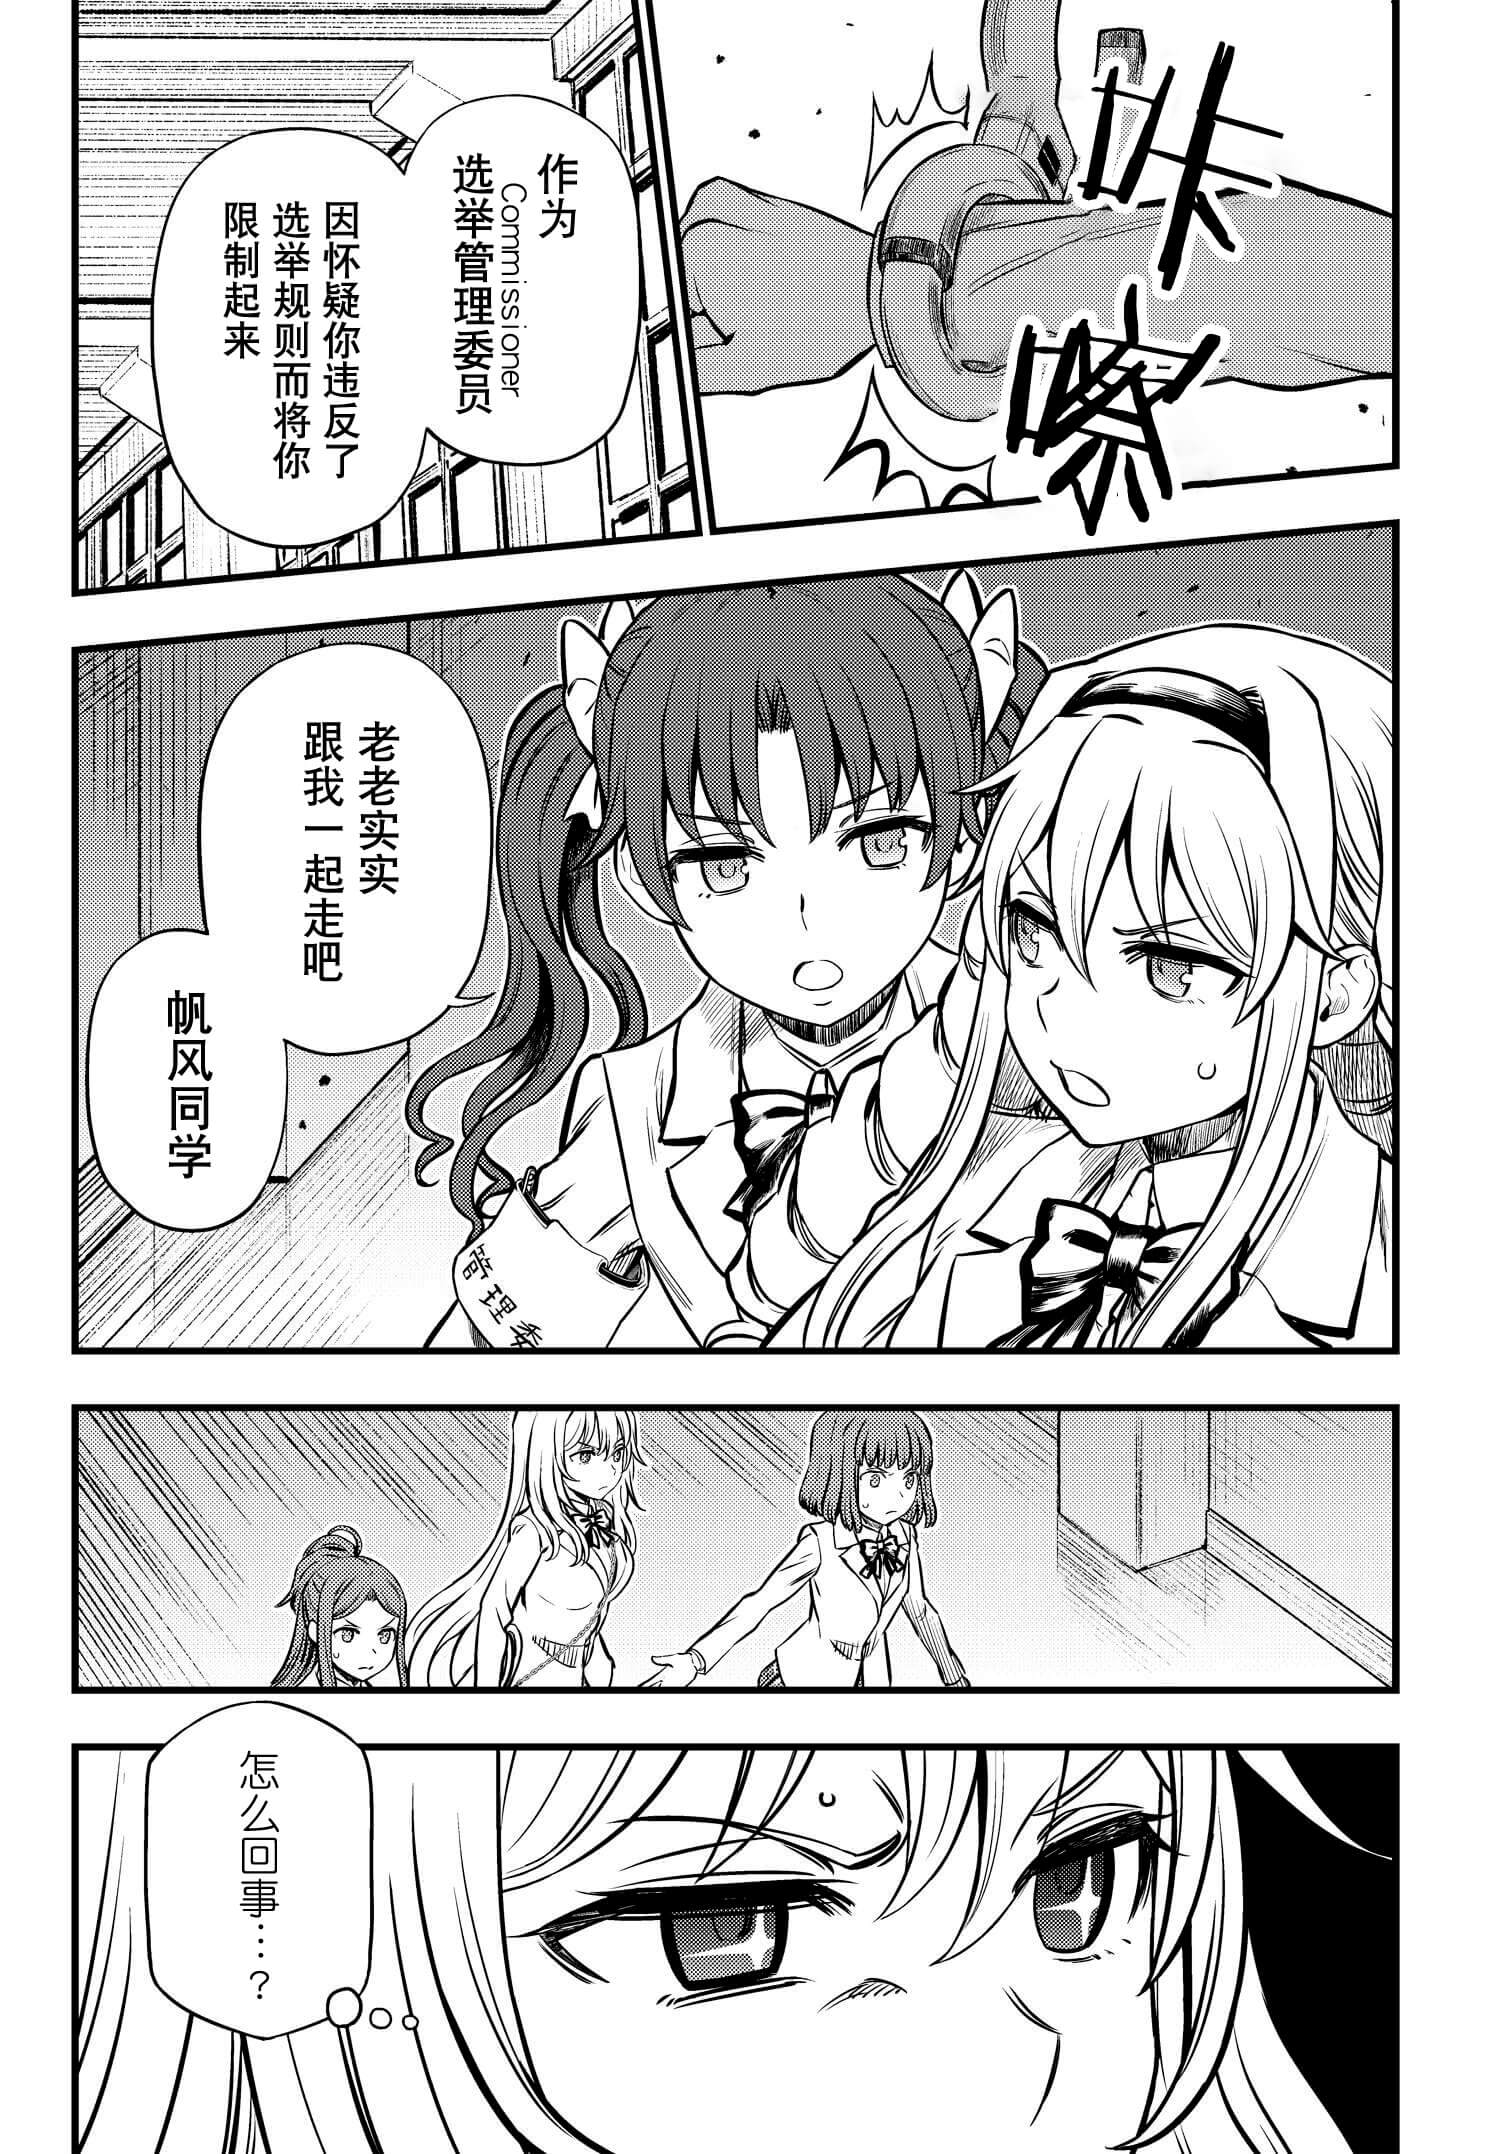 咔
嚓
作为
选举管理委员
Commissioner
因怀疑你违反了
选举规则而将你
限制起来
老老实实
跟我一起走吧
帆风同学
管理委
怎么回事…?